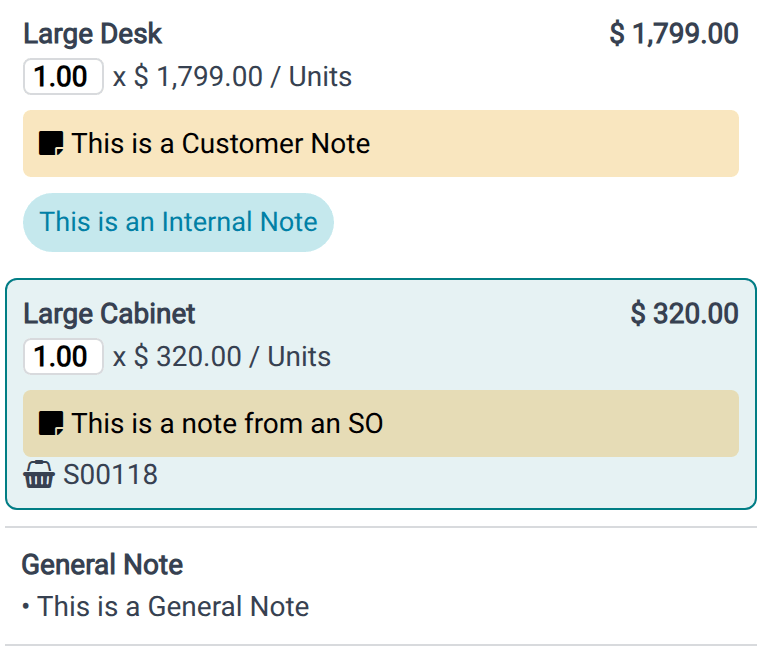 Large Desk $ 1,799.00
1.00 x $ 1,799.00 / Units
This is a Customer Note
This is an Internal Note
Large Cabinet $ 320.00
1.00 x $ 320.00 / Units
This is a note from an SO
S00118
General Note
• This is a General Note